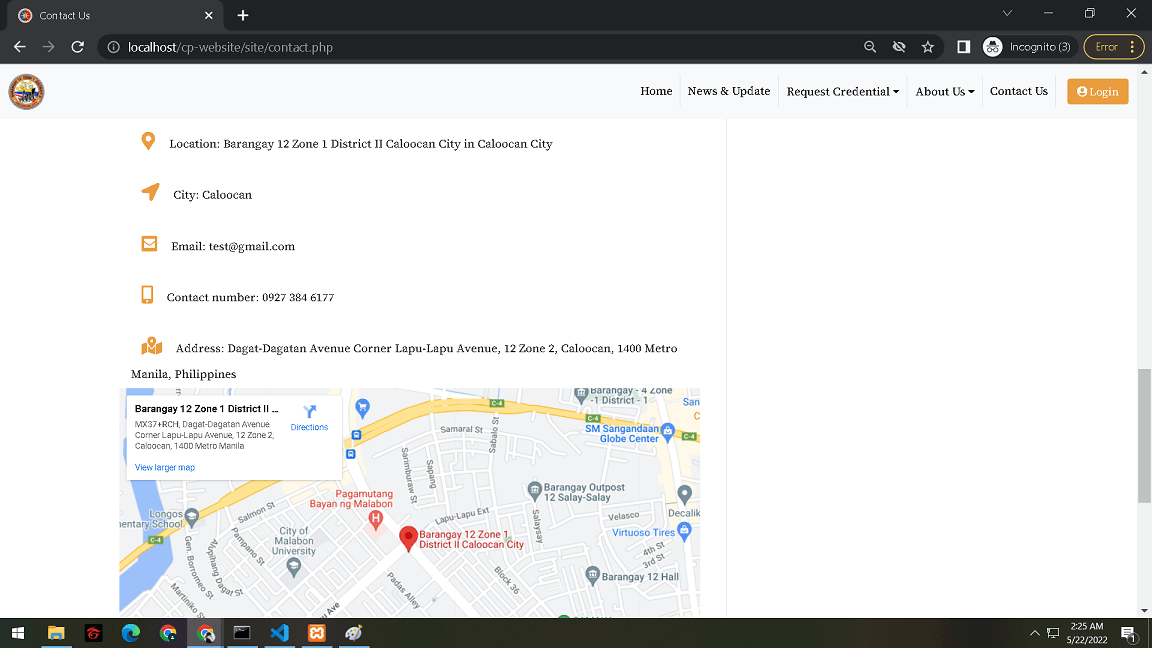 Contact Us
localhost/cp-website/site/contact.php
Incognito (3)
Error
Home
News & Update
Request Credential
About Us
Contact Us
Login
Location: Barangay 12 Zone 1 District II Caloocan City in Caloocan City
City: Caloocan
Email: test@gmail.com
Contact number: 0927 384 6177
Address: Dagat-Dagatan Avenue Corner Lapu-Lapu Avenue, 12 Zone 2, Caloocan, 1400 Metro
Manila, Philippines
Barangay 12 Zone 1 District II ...
MX37+RCH, Dagat-Dagatan Avenue
Corner Lapu-Lapu Avenue, 12 Zone 2,
Caloocan, 1400 Metro Manila
Directions
View larger map
Barangay - 4 Zone
-1 District - 1
San
C-4
C-4
C-4
SM Sangandaan
Globe Center
Samaral St
Sabalo St
Sarimburaw St
Sapang
Barangay Outpost
12 Salay-Salay
Pagamutang
Bayan ng Malabon
Lapu-Lapu Ext
Salaysay
Velasco
Decalik
Longos
mentary School
C-4
Salmon St
City of
Malabon
University
Pampano St
Apihang Dagat St
Gen. Borromeo St
Martiniko St
Barangay 12 Zone 1
District II Caloocan City
Virtuoso Tires
4th St
3rd St
Block 36
Padas Alley
Barangay 12 Hall
u Ave
2:25 AM
5/22/2022
1